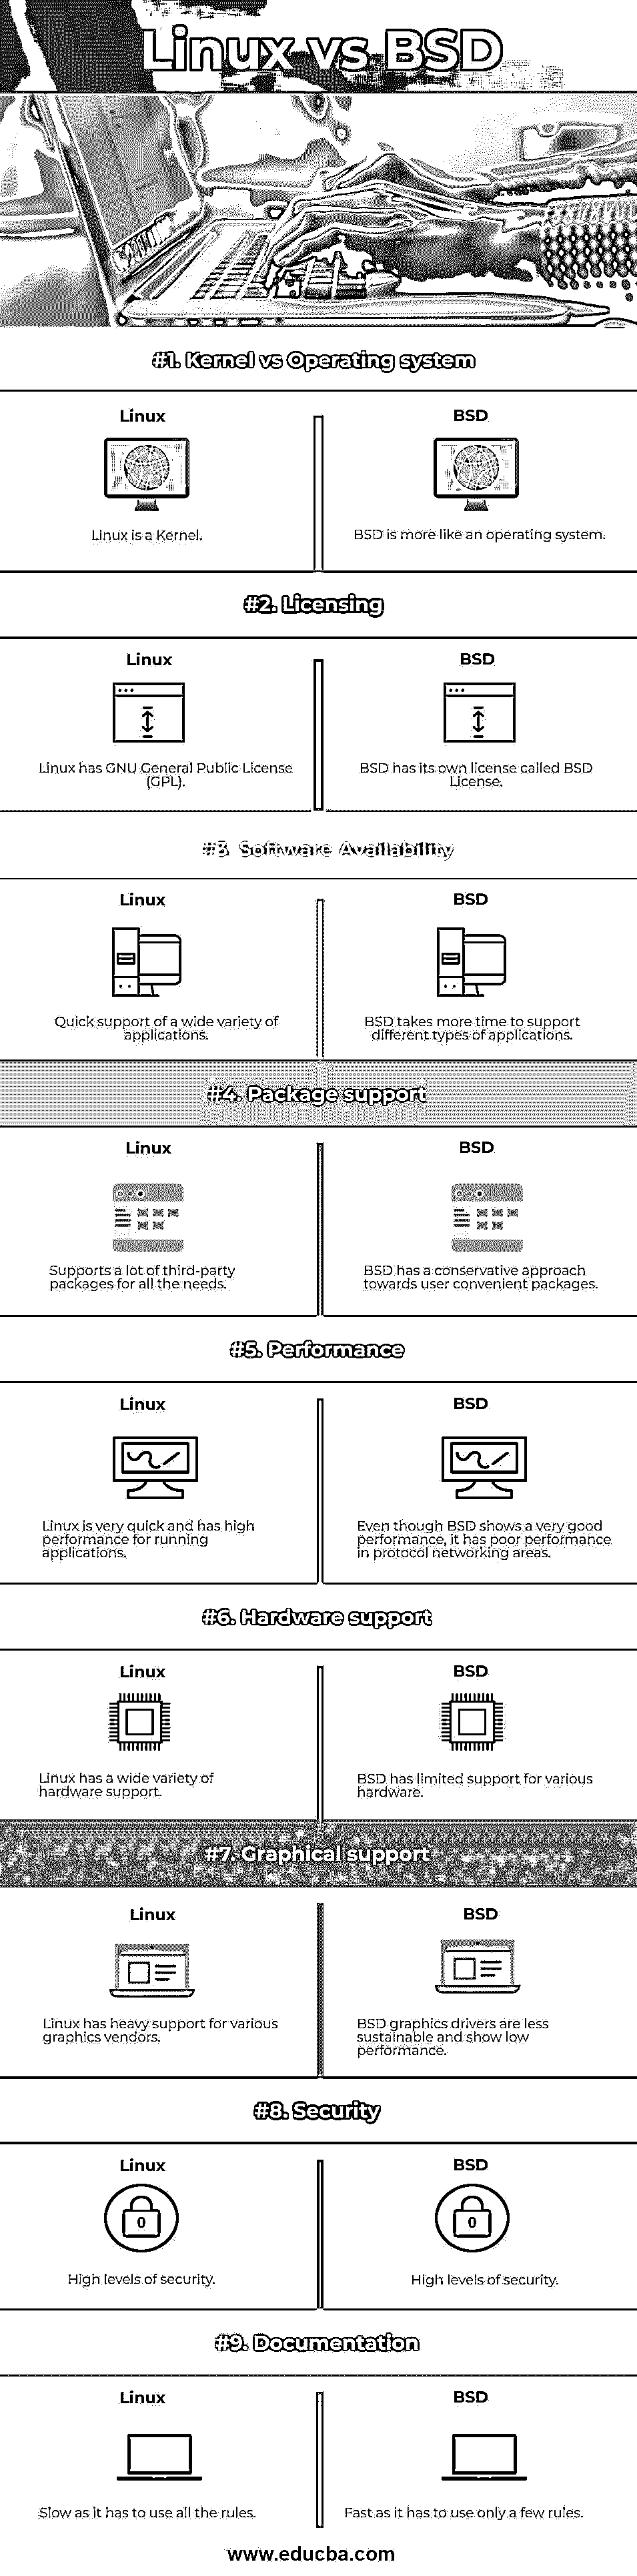 Linux vs BSD
#1. Kernel vs Operating system
Linux
BSD
Linux is a Kernel.
BSD is more like an operating system.
#2. Licensing
Linux
BSD
Linux has GNU General Public License
(GPL).
BSD has its own license called BSD
License.
#3. Software Availability
Linux
BSD
Quick support of a wide variety of
applications.
BSD takes more time to support
different types of applications.
#4. Package support
Linux
BSD
Supports a lot of third-party
packages for all the needs.
BSD has a conservative approach
towards user convenient packages.
#5. Performance
Linux
BSD
Linux is very quick and has high
performance for running
applications.
Even though BSD shows a very good
performance, it has poor performance
in protocol networking areas.
#6. Hardware support
Linux
BSD
Linux has a wide variety of
hardware support.
BSD has limited support for various
hardware.
#7. Graphical support
Linux
BSD
Linux has heavy support for various
graphics vendors.
BSD graphics drivers are less
sustainable and show low
performance.
#8. Security
Linux
BSD
0
0
High levels of security.
High levels of security.
#9. Documentation
Linux
BSD
Slow as it has to use all the rules.
Fast as it has to use only a few rules.
www.educba.com